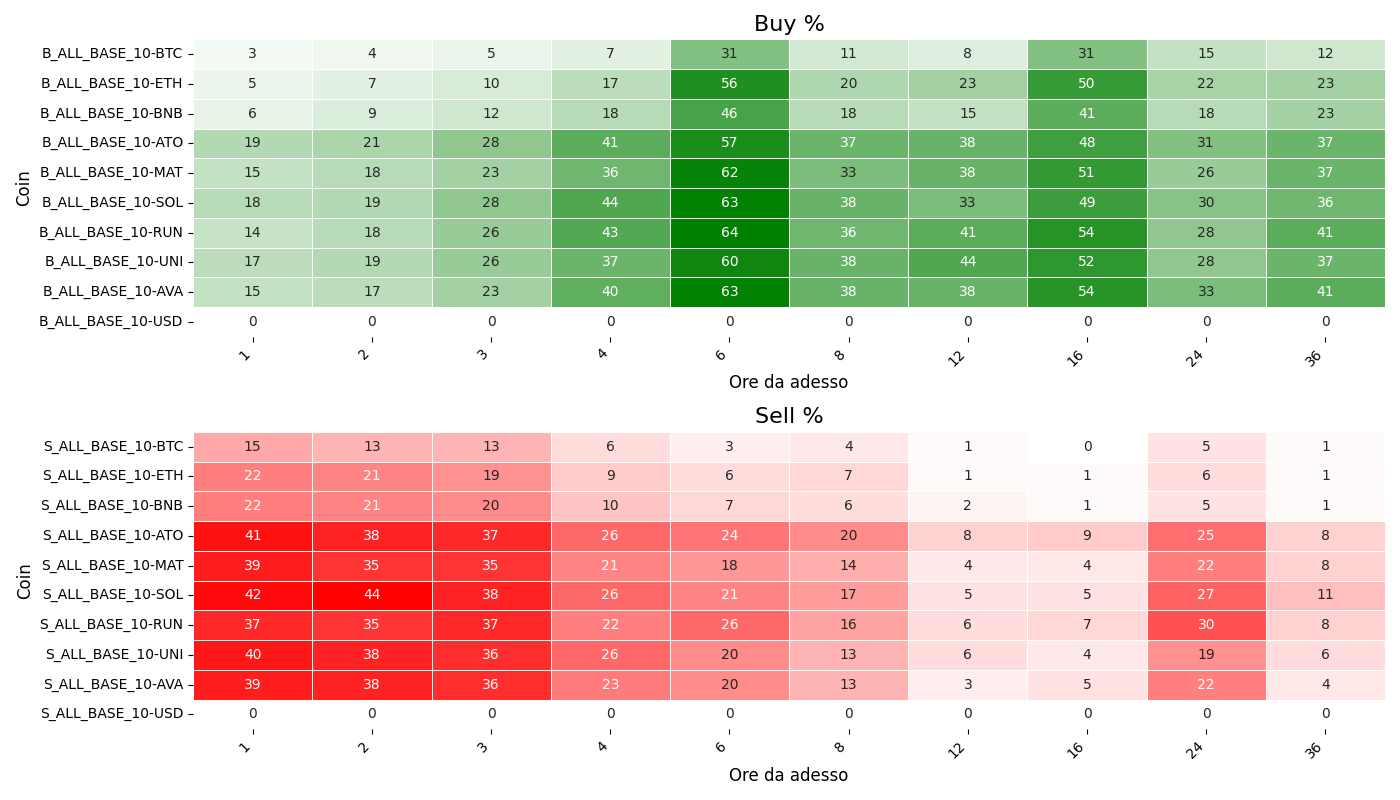 Buy %
Coin
B_ALL_BASE_10-BTC 3 4 5 7 31 11 8 31 15 12
B_ALL_BASE_10-ETH 5 7 10 17 56 20 23 50 22 23
B_ALL_BASE_10-BNB 6 9 12 18 46 18 15 41 18 23
B_ALL_BASE_10-ATO 19 21 28 41 57 37 38 48 31 37
B_ALL_BASE_10-MAT 15 18 23 36 62 33 38 51 26 37
B_ALL_BASE_10-SOL 18 19 28 44 63 38 33 49 30 36
B_ALL_BASE_10-RUN 14 18 26 43 64 36 41 54 28 41
B_ALL_BASE_10-UNI 17 19 26 37 60 38 44 52 28 37
B_ALL_BASE_10-AVA 15 17 23 40 63 38 38 54 33 41
B_ALL_BASE_10-USD 0 0 0 0 0 0 0 0 0 0
1 2 3 4 6 8 12 16 24 36
Ore da adesso
Sell %
Coin
S_ALL_BASE_10-BTC 15 13 13 6 3 4 1 0 5 1
S_ALL_BASE_10-ETH 22 21 19 9 6 7 1 1 6 1
S_ALL_BASE_10-BNB 22 21 20 10 7 6 2 1 5 1
S_ALL_BASE_10-ATO 41 38 37 26 24 20 8 9 25 8
S_ALL_BASE_10-MAT 39 35 35 21 18 14 4 4 22 8
S_ALL_BASE_10-SOL 42 44 38 26 21 17 5 5 27 11
S_ALL_BASE_10-RUN 37 35 37 22 26 16 6 7 30 8
S_ALL_BASE_10-UNI 40 38 36 26 20 13 6 4 19 6
S_ALL_BASE_10-AVA 39 38 36 23 20 13 3 5 22 4
S_ALL_BASE_10-USD 0 0 0 0 0 0 0 0 0 0
1 2 3 4 6 8 12 16 24 36
Ore da adesso